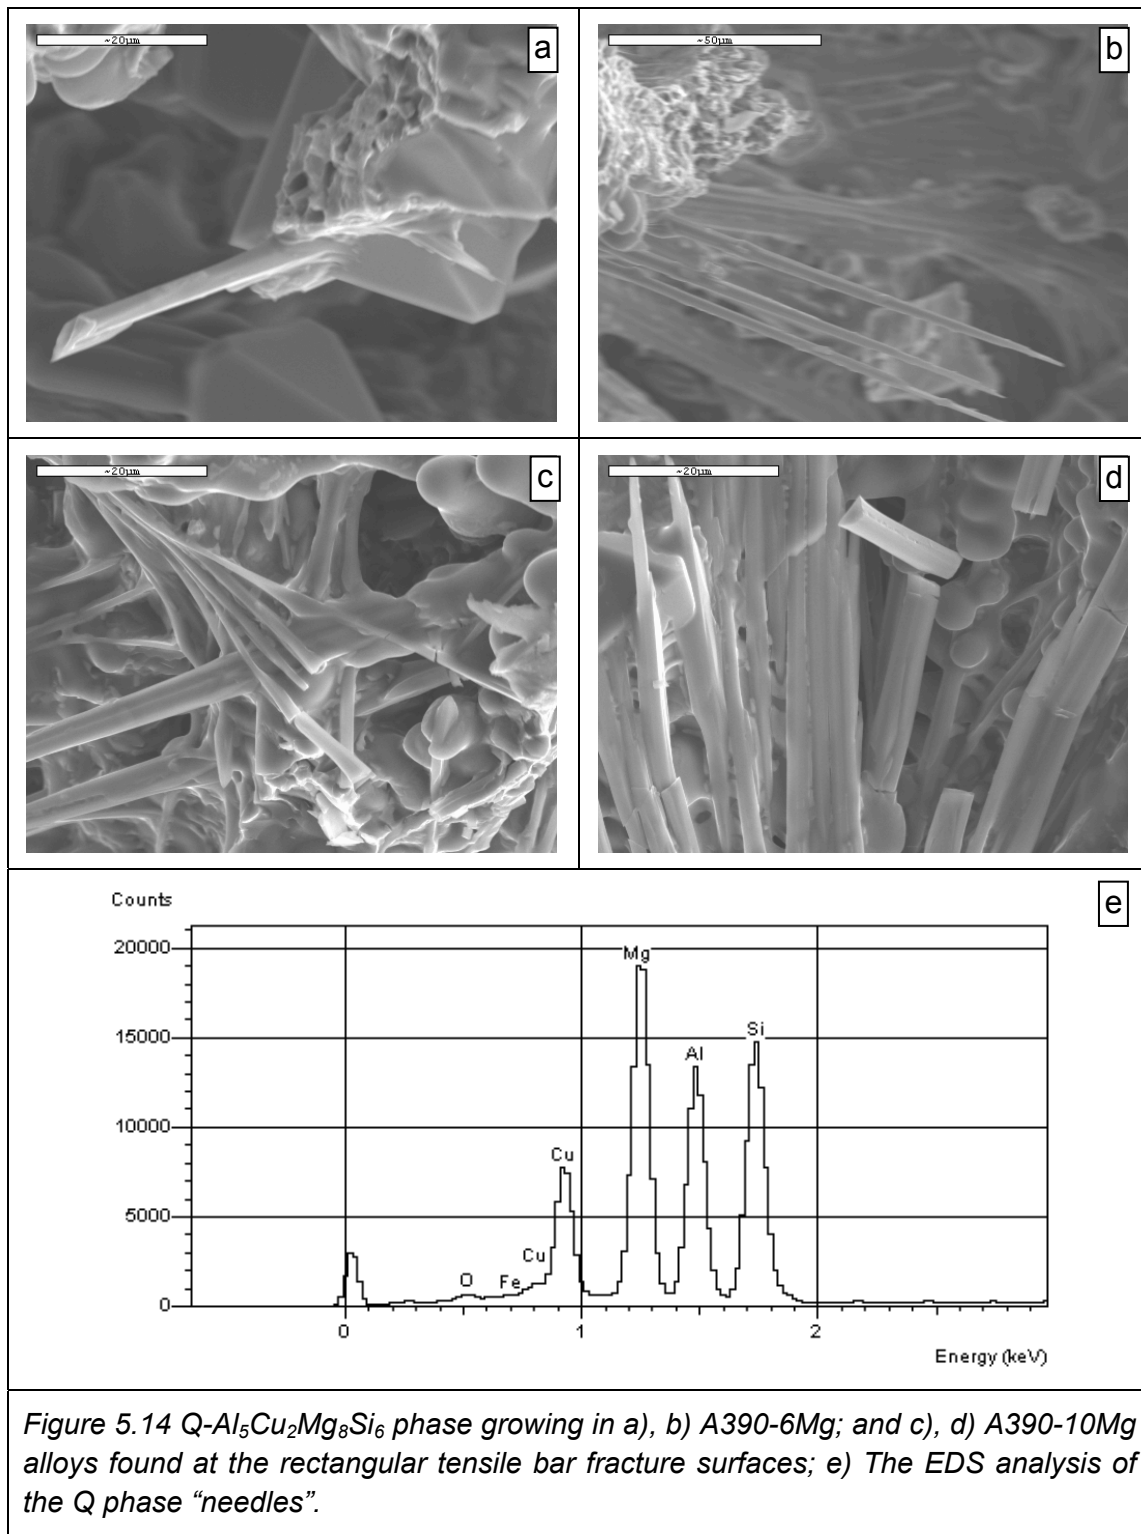 ~20µm
a
~50µm
b
~20µm
c
~20µm
d
e
Counts
20000
15000
10000
5000
0
O
Fe
Cu
Cu
Mg
Al
Si
0
1
2
Energy (keV)
Figure 5.14 Q-Al₅Cu₂Mg₈Si₆ phase growing in a), b) A390-6Mg; and c), d) A390-10Mg
alloys found at the rectangular tensile bar fracture surfaces; e) The EDS analysis of
the Q phase “needles”.